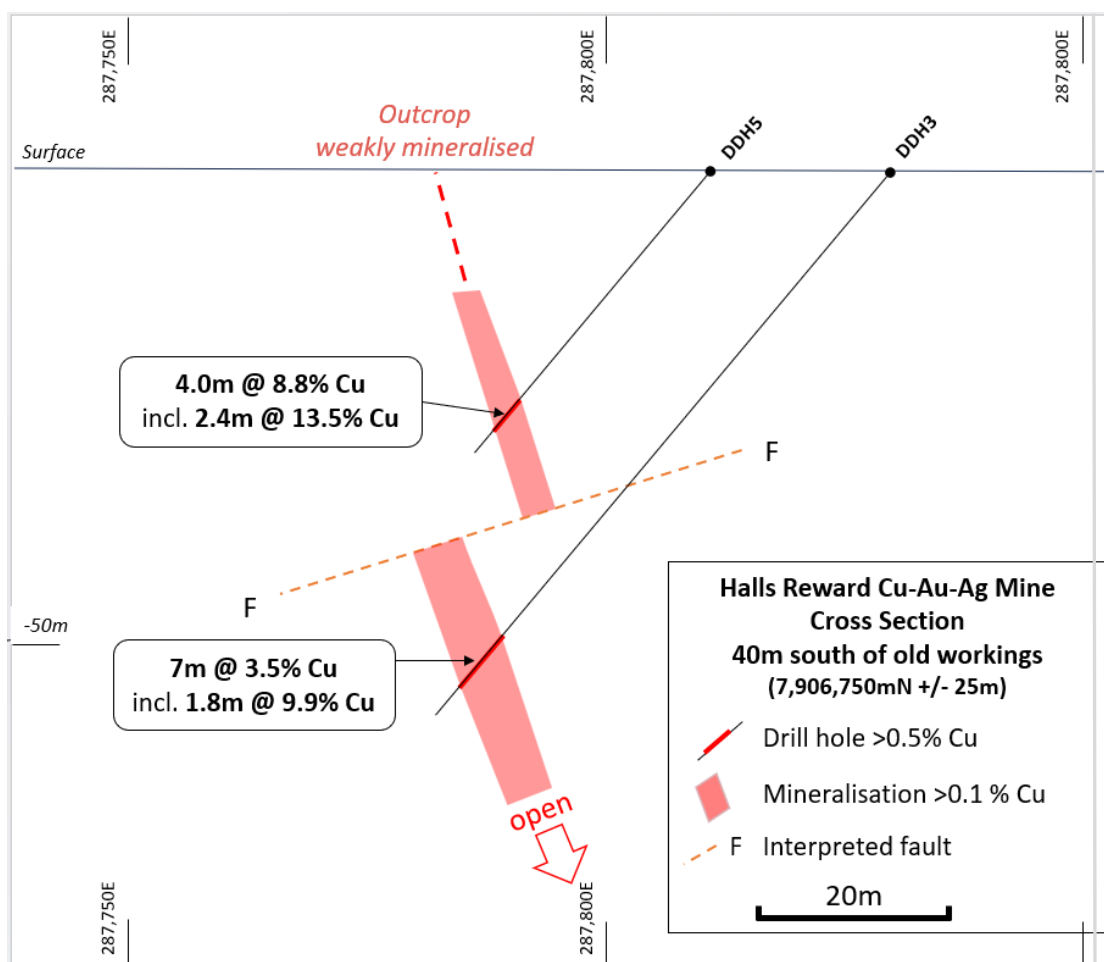 287,750E
287,800E
287,800E
Outcrop
weakly mineralised
Surface
DDH5
DDH3
4.0m @ 8.8% Cu
incl. 2.4m @ 13.5% Cu
F
F
-50m
7m @ 3.5% Cu
incl. 1.8m @ 9.9% Cu
open
Halls Reward Cu-Au-Ag Mine
Cross Section
40m south of old workings
(7,906,750mN +/- 25m)
Drill hole >0.5% Cu
Mineralisation >0.1 % Cu
F Interpreted fault
20m
287,750E
287,800E